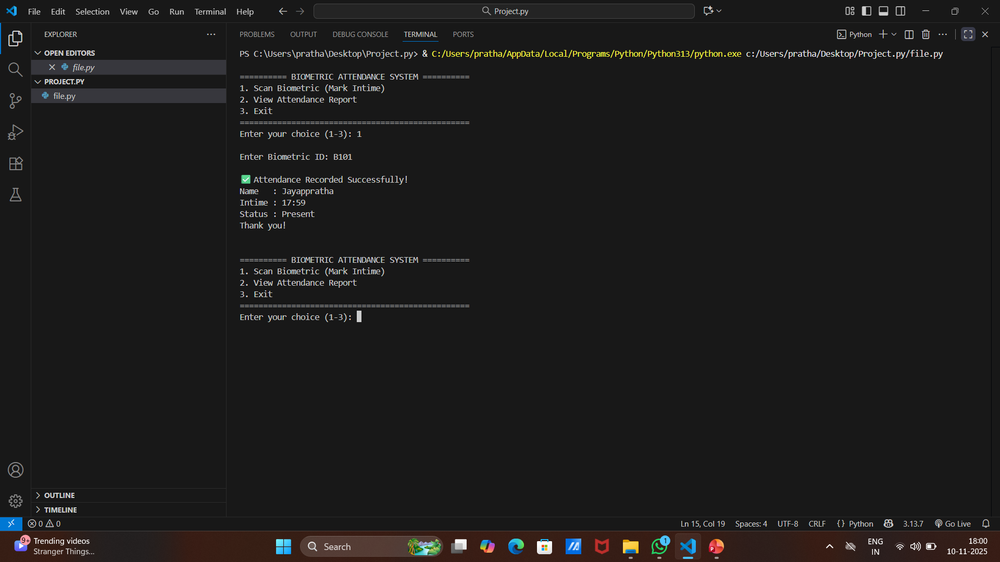 File Edit Selection View Go Run Terminal Help
Project.py
EXPLORER
OPEN EDITORS
file.py
PROJECT.PY
file.py
OUTLINE
TIMELINE
PROBLEMS OUTPUT DEBUG CONSOLE TERMINAL PORTS
Python
PS C:\Users\pratha\Desktop\Project.py> & C:/Users/pratha/AppData/Local/Programs/Python/Python313/python.exe c:/Users/pratha/Desktop/Project.py/file.py
========== BIOMETRIC ATTENDANCE SYSTEM ==========
1. Scan Biometric (Mark Intime)
2. View Attendance Report
3. Exit
=================================================
Enter your choice (1-3): 1
Enter Biometric ID: B101
✅ Attendance Recorded Successfully!
Name   : Jayappratha
Intime : 17:59
Status : Present
Thank you!
========== BIOMETRIC ATTENDANCE SYSTEM ==========
1. Scan Biometric (Mark Intime)
2. View Attendance Report
3. Exit
=================================================
Enter your choice (1-3):
0 0
Ln 15, Col 19 Spaces: 4 UTF-8 CRLF {} Python 3.13.7 Go Live
9+
Trending videos
Stranger Things...
Search
1
P
ENG
IN
18:00
10-11-2025